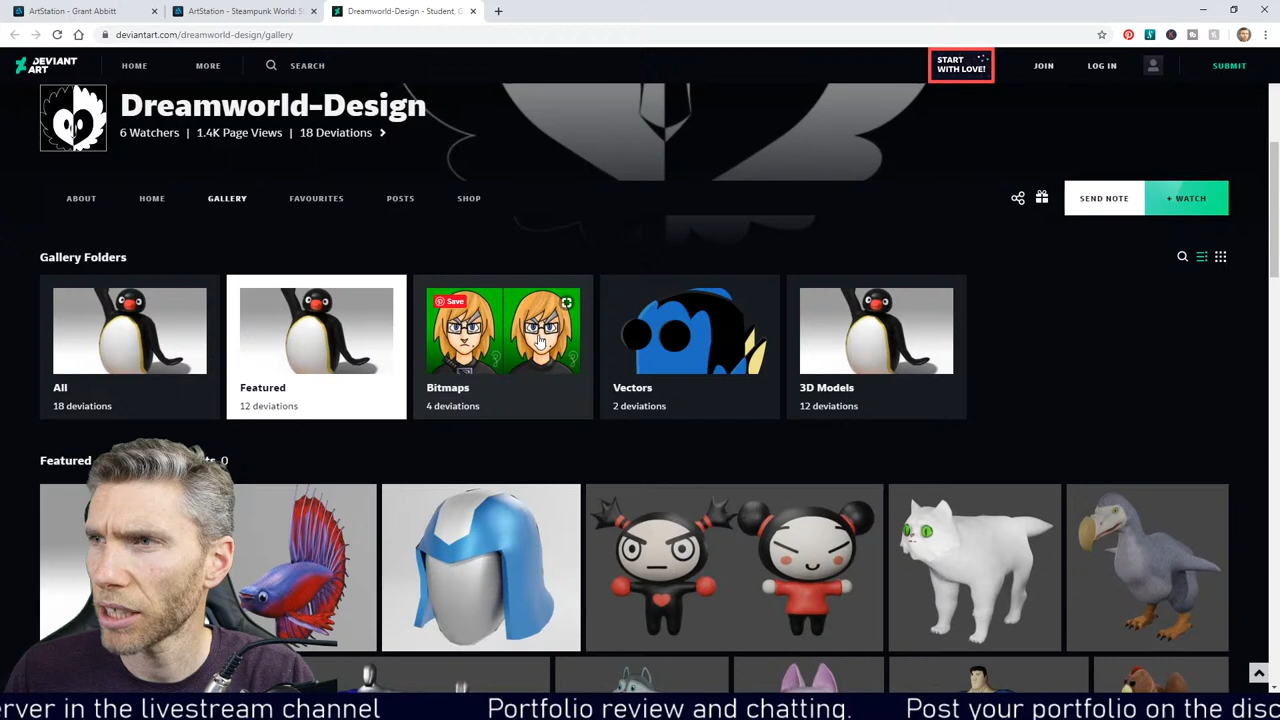 ArtStation - Grant Abbitt
ArtStation - Steampunk World: S
Dreamworld-Design - Student, G
deviantart.com/dreamworld-design/gallery
DEVIANT ART
HOME
MORE
SEARCH
START WITH LOVE!
JOIN
LOG IN
SUBMIT
Dreamworld-Design
6 Watchers | 1.4K Page Views | 18 Deviations
ABOUT
HOME
GALLERY
FAVOURITES
POSTS
SHOP
SEND NOTE
+ WATCH
Gallery Folders
Save
All
18 deviations
Featured
12 deviations
Bitmaps
4 deviations
Vectors
2 deviations
3D Models
12 deviations
Featured
0
erver in the livestream channel
Portfolio review and chatting.
Post your portfolio on the disc